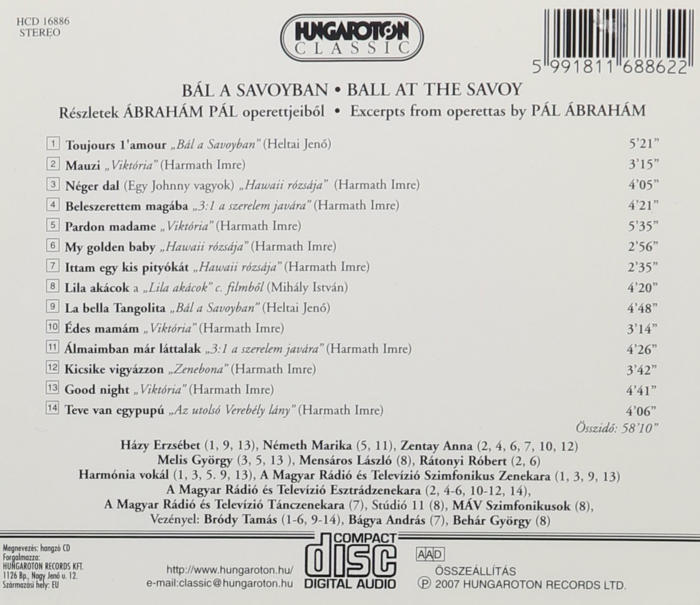 HCD 16886
STEREO
HUNGAROTON
CLASSIC
5 991811 688622
BÁL A SAVOYBAN • BALL AT THE SAVOY
Részletek ÁBRAHÁM PÁL operettjeiből • Excerpts from operettas by PÁL ÁBRAHÁM
1 Toujours l'amour „Bál a Savoyban" (Heltai Jenő) 5'21"
2 Mauzi „Viktória" (Harmath Imre) 3'15"
3 Néger dal (Egy Johnny vagyok) „Hawaii rózsája" (Harmath Imre) 4'05"
4 Beleszerettem magába „3:1 a szerelem javára" (Harmath Imre) 4'21"
5 Pardon madame „Viktória" (Harmath Imre) 5'35"
6 My golden baby „Hawaii rózsája" (Harmath Imre) 2'56"
7 Ittam egy kis pityókát „Hawaii rózsája" (Harmath Imre) 2'35"
8 Lila akácok a „Lila akácok" c. filmből (Mihály István) 4'20"
9 La bella Tangolita „Bál a Savoyban" (Heltai Jenő) 4'48"
10 Édes mamám „Viktória" (Harmath Imre) 3'14"
11 Álmaimban már láttalak „3:1 a szerelem javára" (Harmath Imre) 4'26"
12 Kicsike vigyázzon „Zenebona" (Harmath Imre) 3'42"
13 Good night „Viktória" (Harmath Imre) 4'41"
14 Teve van egypupú „Az utolsó Verebély lány" (Harmath Imre) 4'06"
Összidő: 58'10"
Házy Erzsébet (1, 9, 13), Németh Marika (5, 11), Zentay Anna (2, 4, 6, 7, 10, 12)
Melis György (3, 5, 13 ), Mensáros László (8), Rátonyi Róbert (2, 6)
Harmónia vokál (1, 3, 5. 9, 13), A Magyar Rádió és Televízió Szimfonikus Zenekara (1, 3, 9, 13)
A Magyar Rádió és Televízió Esztrádzenekara (2, 4-6, 10-12, 14),
A Magyar Rádió és Televízió Tánczenekara (7), Stúdió 11 (8), MÁV Szimfonikusok (8),
Vezényel: Bródy Tamás (1-6, 9-14), Bágya András (7), Behár György (8)
Megnevezés: hangzó CD
Forgalmazza:
HUNGAROTON RECORDS KFT.
1126 Bp., Nagy Jenő u. 12.
Származási hely: EU
http://www.hungaroton.hu/
e-mail:classic@hungaroton.hu
COMPACT
disc
DIGITAL AUDIO
AAD
ÖSSZEÁLLÍTÁS
Ⓟ 2007 HUNGAROTON RECORDS LTD.